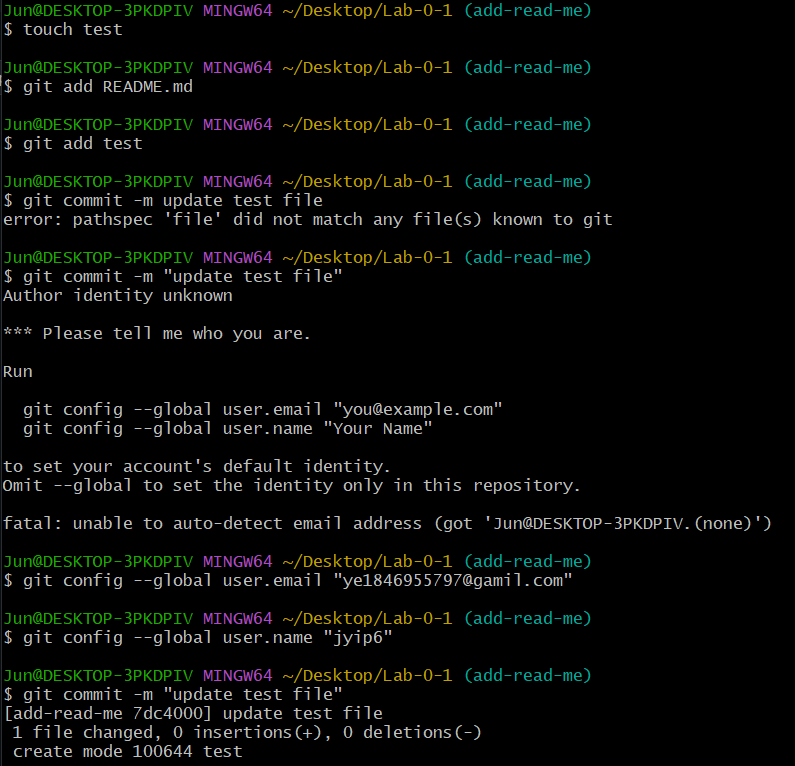 Jun@DESKTOP-3PKDPIV MINGW64 ~/Desktop/Lab-0-1 (add-read-me)
$ touch test
Jun@DESKTOP-3PKDPIV MINGW64 ~/Desktop/Lab-0-1 (add-read-me)
$ git add README.md
Jun@DESKTOP-3PKDPIV MINGW64 ~/Desktop/Lab-0-1 (add-read-me)
$ git add test
Jun@DESKTOP-3PKDPIV MINGW64 ~/Desktop/Lab-0-1 (add-read-me)
$ git commit -m update test file
error: pathspec 'file' did not match any file(s) known to git
Jun@DESKTOP-3PKDPIV MINGW64 ~/Desktop/Lab-0-1 (add-read-me)
$ git commit -m "update test file"
Author identity unknown
*** Please tell me who you are.
Run
git config --global user.email "you@example.com"
git config --global user.name "Your Name"
to set your account's default identity.
Omit --global to set the identity only in this repository.
fatal: unable to auto-detect email address (got 'Jun@DESKTOP-3PKDPIV.(none)')
Jun@DESKTOP-3PKDPIV MINGW64 ~/Desktop/Lab-0-1 (add-read-me)
$ git config --global user.email "ye1846955797@gamil.com"
Jun@DESKTOP-3PKDPIV MINGW64 ~/Desktop/Lab-0-1 (add-read-me)
$ git config --global user.name "jyip6"
Jun@DESKTOP-3PKDPIV MINGW64 ~/Desktop/Lab-0-1 (add-read-me)
$ git commit -m "update test file"
[add-read-me 7dc4000] update test file
1 file changed, 0 insertions(+), 0 deletions(-)
create mode 100644 test